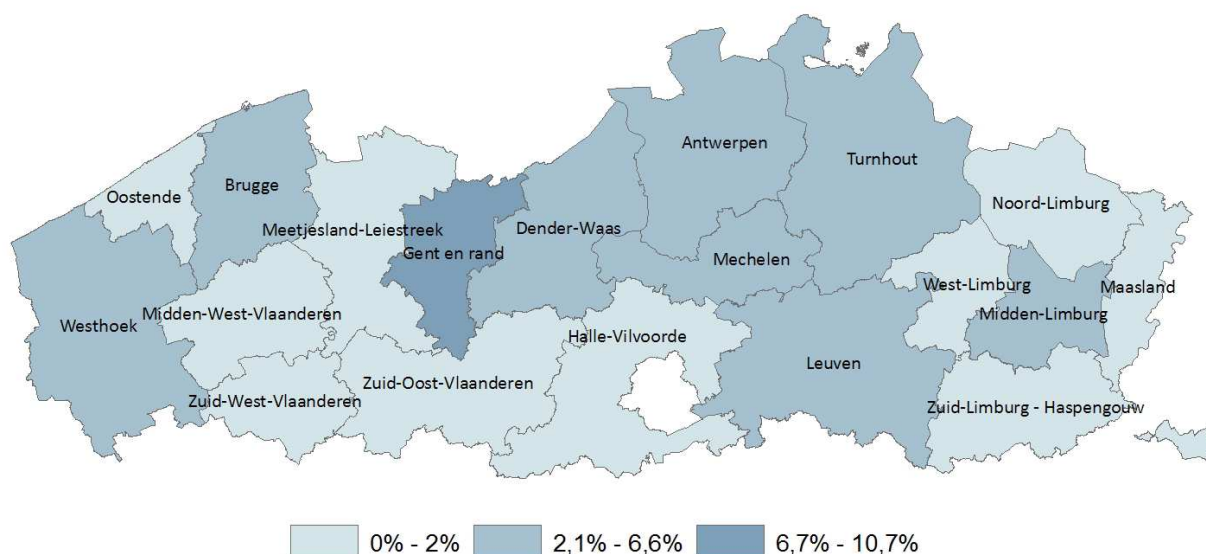 Antwerpen
Turnhout
Brugge
Oostende
Noord-Limburg
Meetjesland-Leiestreek
Dender-Waas
Gent en rand
Mechelen
West-Limburg
Maasland
Midden-West-Vlaanderen
Midden-Limburg
Westhoek
Halle-Vilvoorde
Leuven
Zuid-Oost-Vlaanderen
Zuid-West-Vlaanderen
Zuid-Limburg - Haspengouw
0% - 2% 2,1% - 6,6% 6,7% - 10,7%